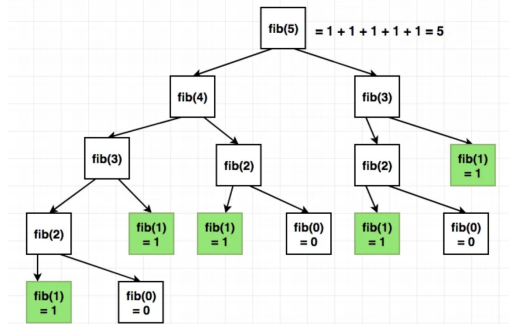 fib(5)
= 1 + 1 + 1 + 1 + 1 = 5
fib(4)
fib(3)
fib(3)
fib(2)
fib(2)
fib(1)
= 1
fib(2)
fib(1)
= 1
fib(1)
= 1
fib(0)
= 0
fib(1)
= 1
fib(0)
= 0
fib(1)
= 1
fib(0)
= 0